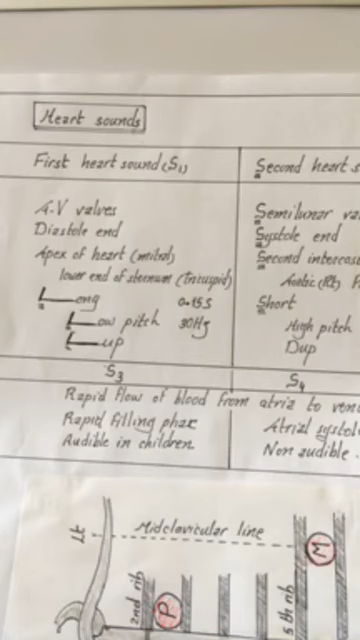 Heart sounds
First heart sound (S1)
Second heart s
A-V valves
Semilunar va
Diastole end
Systole end
Apex of heart (mitral)
Second intercos
lower end of sternum (tricuspid)
Aortic (Rt) P
Long 0.15S
Short
Low pitch 30Hz
High pitch
Lup
Dup
S3
S4
Rapid flow of blood from atria to ven
Rapid filling phas
Atrial systol
Audible in children
Non audible
Lt
Midclavicular line
2nd rib
P
5th rib
M